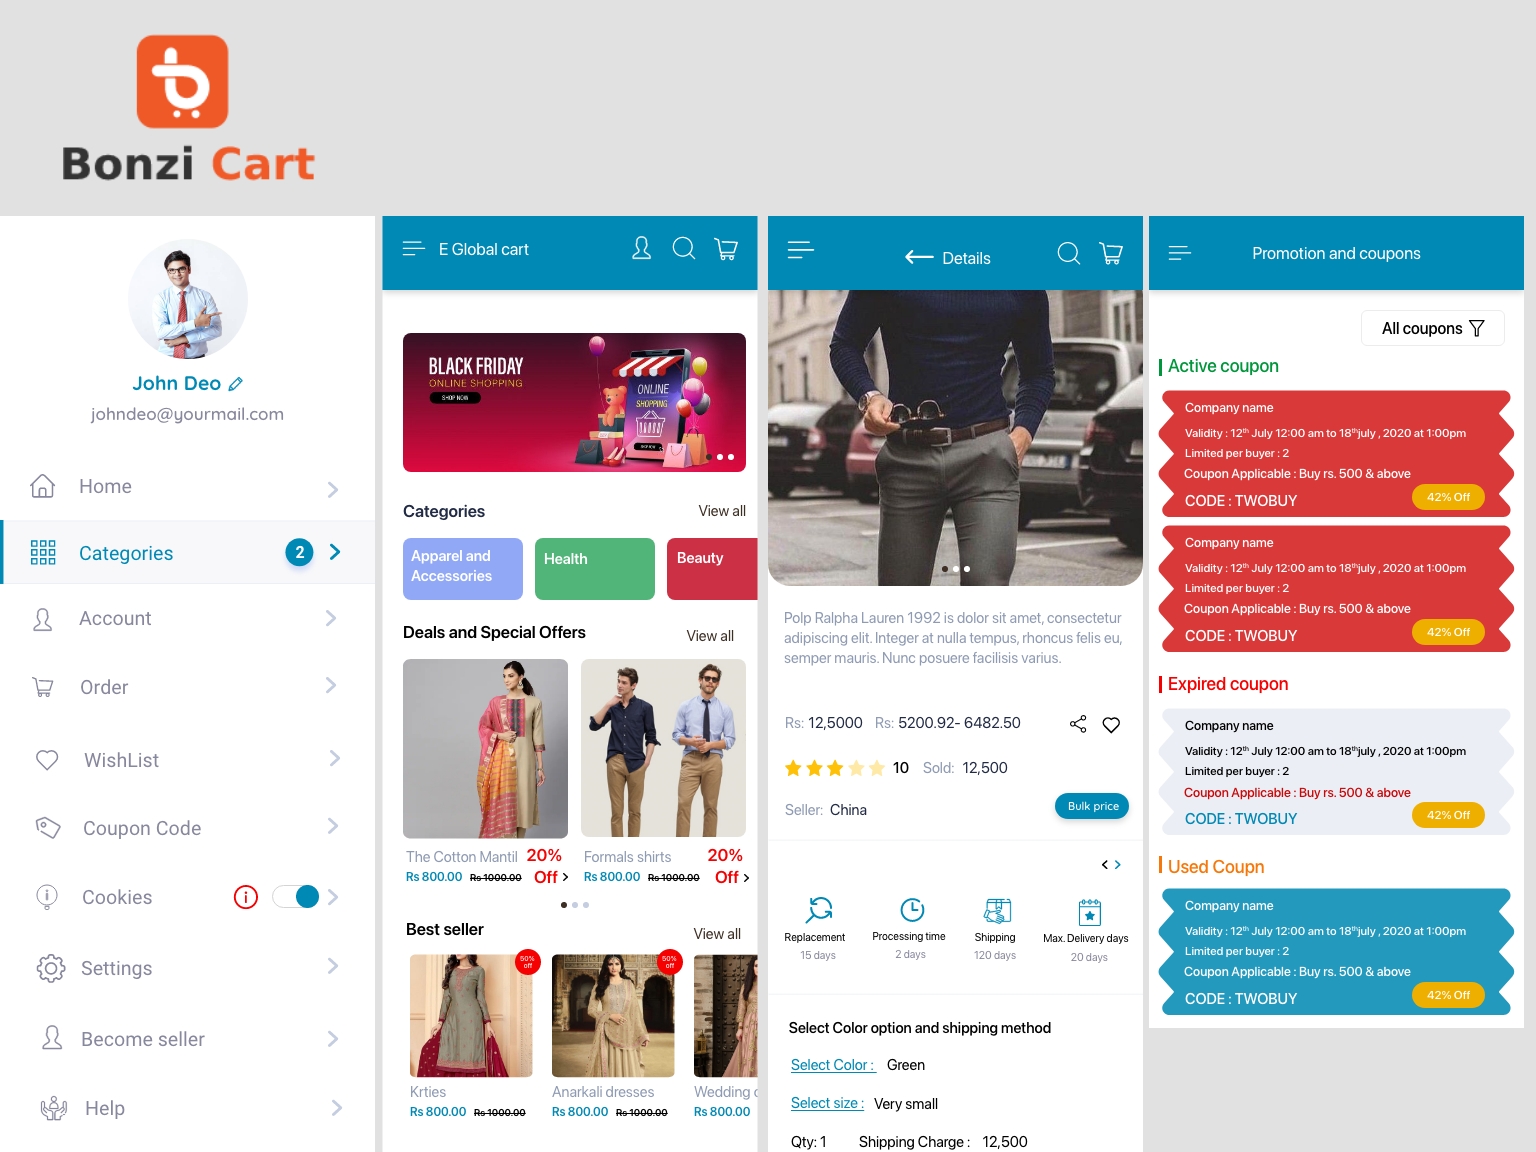 Bonzi Cart
John Deo
johndeo@yourmail.com
Home
Categories 2
Account
Order
WishList
Coupon Code
Cookies
Settings
Become seller
Help
E Global cart
BLACK FRIDAY
ONLINE SHOPPING
SHOP NOW
ONLINE
SHOPPING
SHOP NOW
Categories View all
Apparel and
Accessories
Health
Beauty
Deals and Special Offers View all
The Cotton Mantil 20%
Rs 800.00 Rs 1000.00 Off
Formals shirts 20%
Rs 800.00 Rs 1000.00 Off
Best seller View all
50%
off
50%
off
Krties
Rs 800.00 Rs 1000.00
Anarkali dresses
Rs 800.00 Rs 1000.00
Wedding
Rs 800.00
Details
Polp Ralpha Lauren 1992 is dolor sit amet, consectetur
adipiscing elit. Integer at nulla tempus, rhoncus felis eu,
semper mauris. Nunc posuere facilisis varius.
Rs: 12,5000 Rs: 5200.92- 6482.50
10 Sold: 12,500
Seller: China
Bulk price
Replacement
15 days
Processing time
2 days
Shipping
120 days
Max. Delivery days
20 days
Select Color option and shipping method
Select Color : Green
Select size : Very small
Qty: 1 Shipping Charge : 12,500
Promotion and coupons
All coupons
Active coupon
Company name
Validity : 12th July 12:00 am to 18thjuly , 2020 at 1:00pm
Limited per buyer : 2
Coupon Applicable : Buy rs. 500 & above
CODE : TWOBUY 42% Off
Company name
Validity : 12th July 12:00 am to 18thjuly , 2020 at 1:00pm
Limited per buyer : 2
Coupon Applicable : Buy rs. 500 & above
CODE : TWOBUY 42% Off
Expired coupon
Company name
Validity : 12th July 12:00 am to 18thjuly , 2020 at 1:00pm
Limited per buyer : 2
Coupon Applicable : Buy rs. 500 & above
CODE : TWOBUY 42% Off
Used Coupn
Company name
Validity : 12th July 12:00 am to 18thjuly , 2020 at 1:00pm
Limited per buyer : 2
Coupon Applicable : Buy rs. 500 & above
CODE : TWOBUY 42% Off